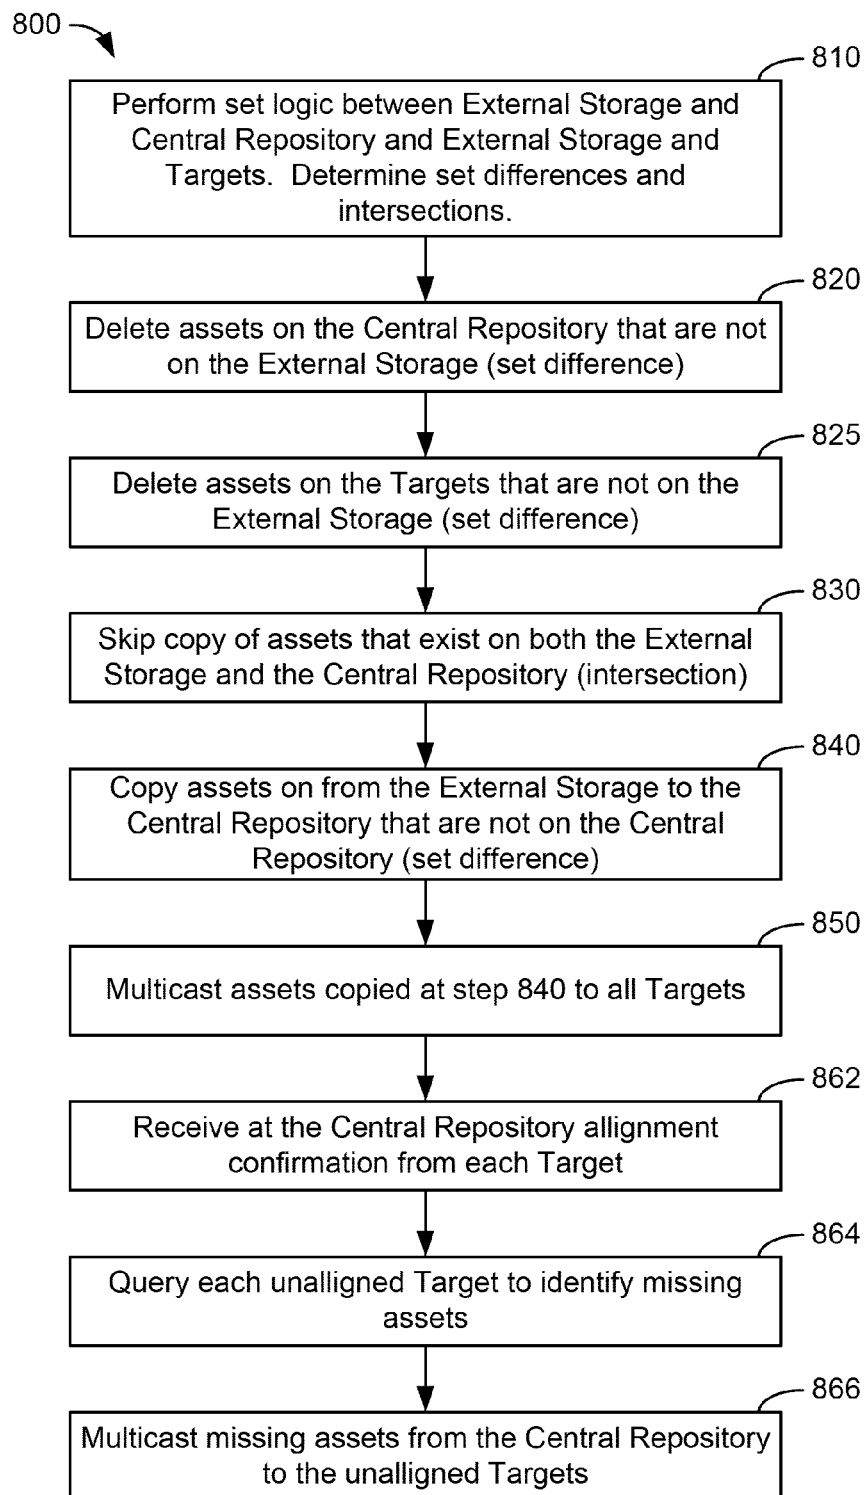 800
810
Perform set logic between External Storage and
Central Repository and External Storage and
Targets. Determine set differences and
intersections.
820
Delete assets on the Central Repository that are not
on the External Storage (set difference)
825
Delete assets on the Targets that are not on the
External Storage (set difference)
830
Skip copy of assets that exist on both the External
Storage and the Central Repository (intersection)
840
Copy assets on from the External Storage to the
Central Repository that are not on the Central
Repository (set difference)
850
Multicast assets copied at step 840 to all Targets
862
Receive at the Central Repository allignment
confirmation from each Target
864
Query each unalligned Target to identify missing
assets
866
Multicast missing assets from the Central Repository
to the unalligned Targets